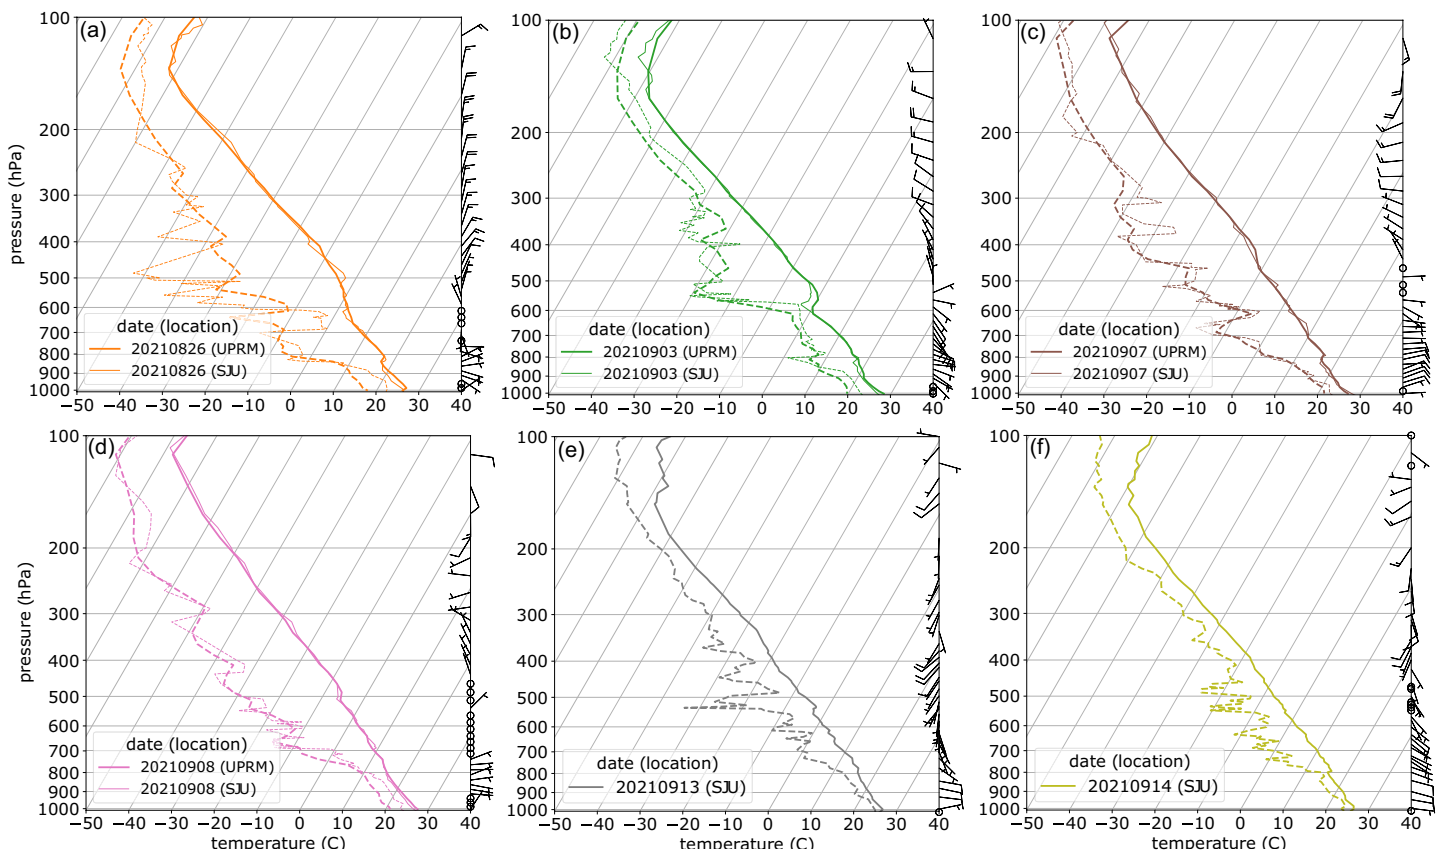 (a)
100
200
300
400
500
600
700
800
900
1000
pressure (hPa)
date (location)
20210826 (UPRM)
20210826 (SJU)
−50 −40 −30 −20 −10 0 10 20 30 40
(b)
100
200
300
400
500
600
700
800
900
1000
date (location)
20210903 (UPRM)
20210903 (SJU)
−50 −40 −30 −20 −10 0 10 20 30 40
(c)
100
200
300
400
500
600
700
800
900
1000
date (location)
20210907 (UPRM)
20210907 (SJU)
−50 −40 −30 −20 −10 0 10 20 30 40
(d)
100
200
300
400
500
600
700
800
900
1000
pressure (hPa)
date (location)
20210908 (UPRM)
20210908 (SJU)
−50 −40 −30 −20 −10 0 10 20 30 40
temperature (C)
(e)
100
200
300
400
500
600
700
800
900
1000
date (location)
20210913 (SJU)
−50 −40 −30 −20 −10 0 10 20 30 40
temperature (C)
(f)
100
200
300
400
500
600
700
800
900
1000
date (location)
20210914 (SJU)
−50 −40 −30 −20 −10 0 10 20 30 40
temperature (C)